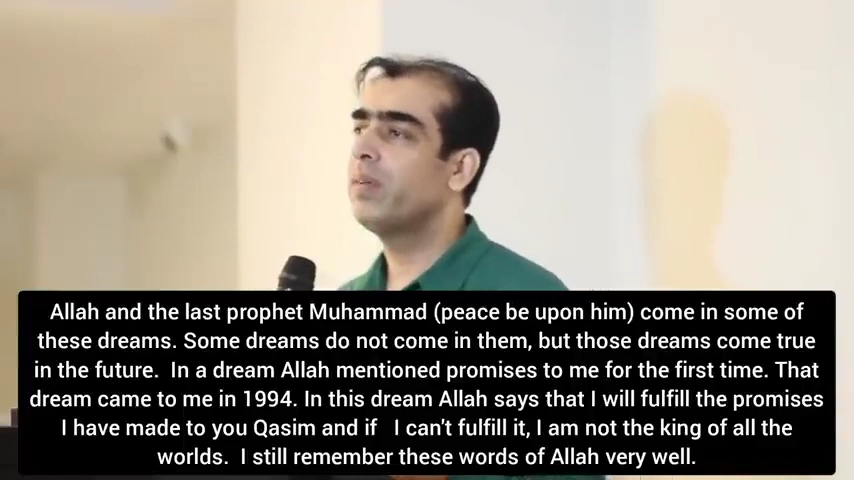 Allah and the last prophet Muhammad (peace be upon him) come in some of
these dreams. Some dreams do not come in them, but those dreams come true
in the future.  In a dream Allah mentioned promises to me for the first time. That
dream came to me in 1994. In this dream Allah says that I will fulfill the promises
I have made to you Qasim and if   I can't fulfill it, I am not the king of all the
worlds.  I still remember these words of Allah very well.